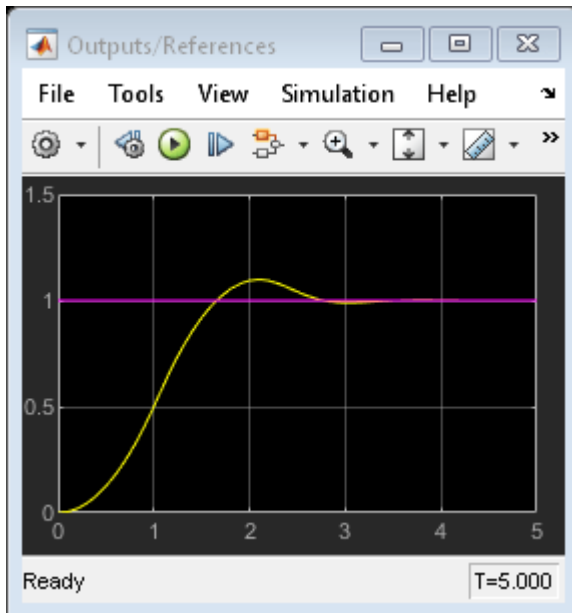 Outputs/References
File Tools View Simulation Help
1.5
1
0.5
0
0 1 2 3 4 5
Ready T=5.000